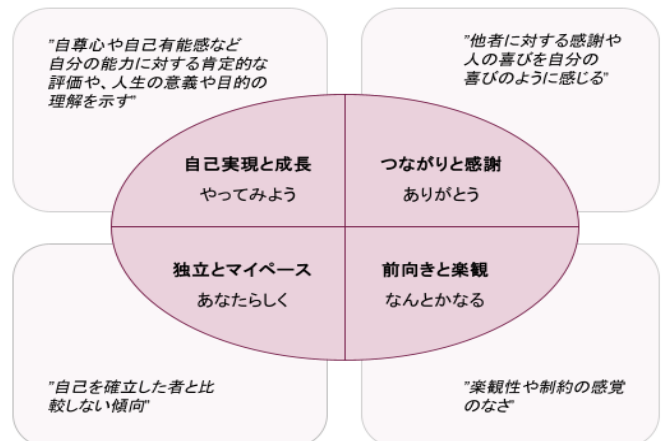 "自尊心や自己有能感など
自分の能力に対する肯定的な
評価や、人生の意義や目的の
理解を示す"
"他者に対する感謝や
人の喜びを自分の
喜びのように感じる"
自己実現と成長
やってみよう
つながりと感謝
ありがとう
独立とマイペース
あなたらしく
前向きと楽観
なんとかなる
"自己を確立した者と比
較しない傾向"
"楽観性や制約の感覚
のなさ"